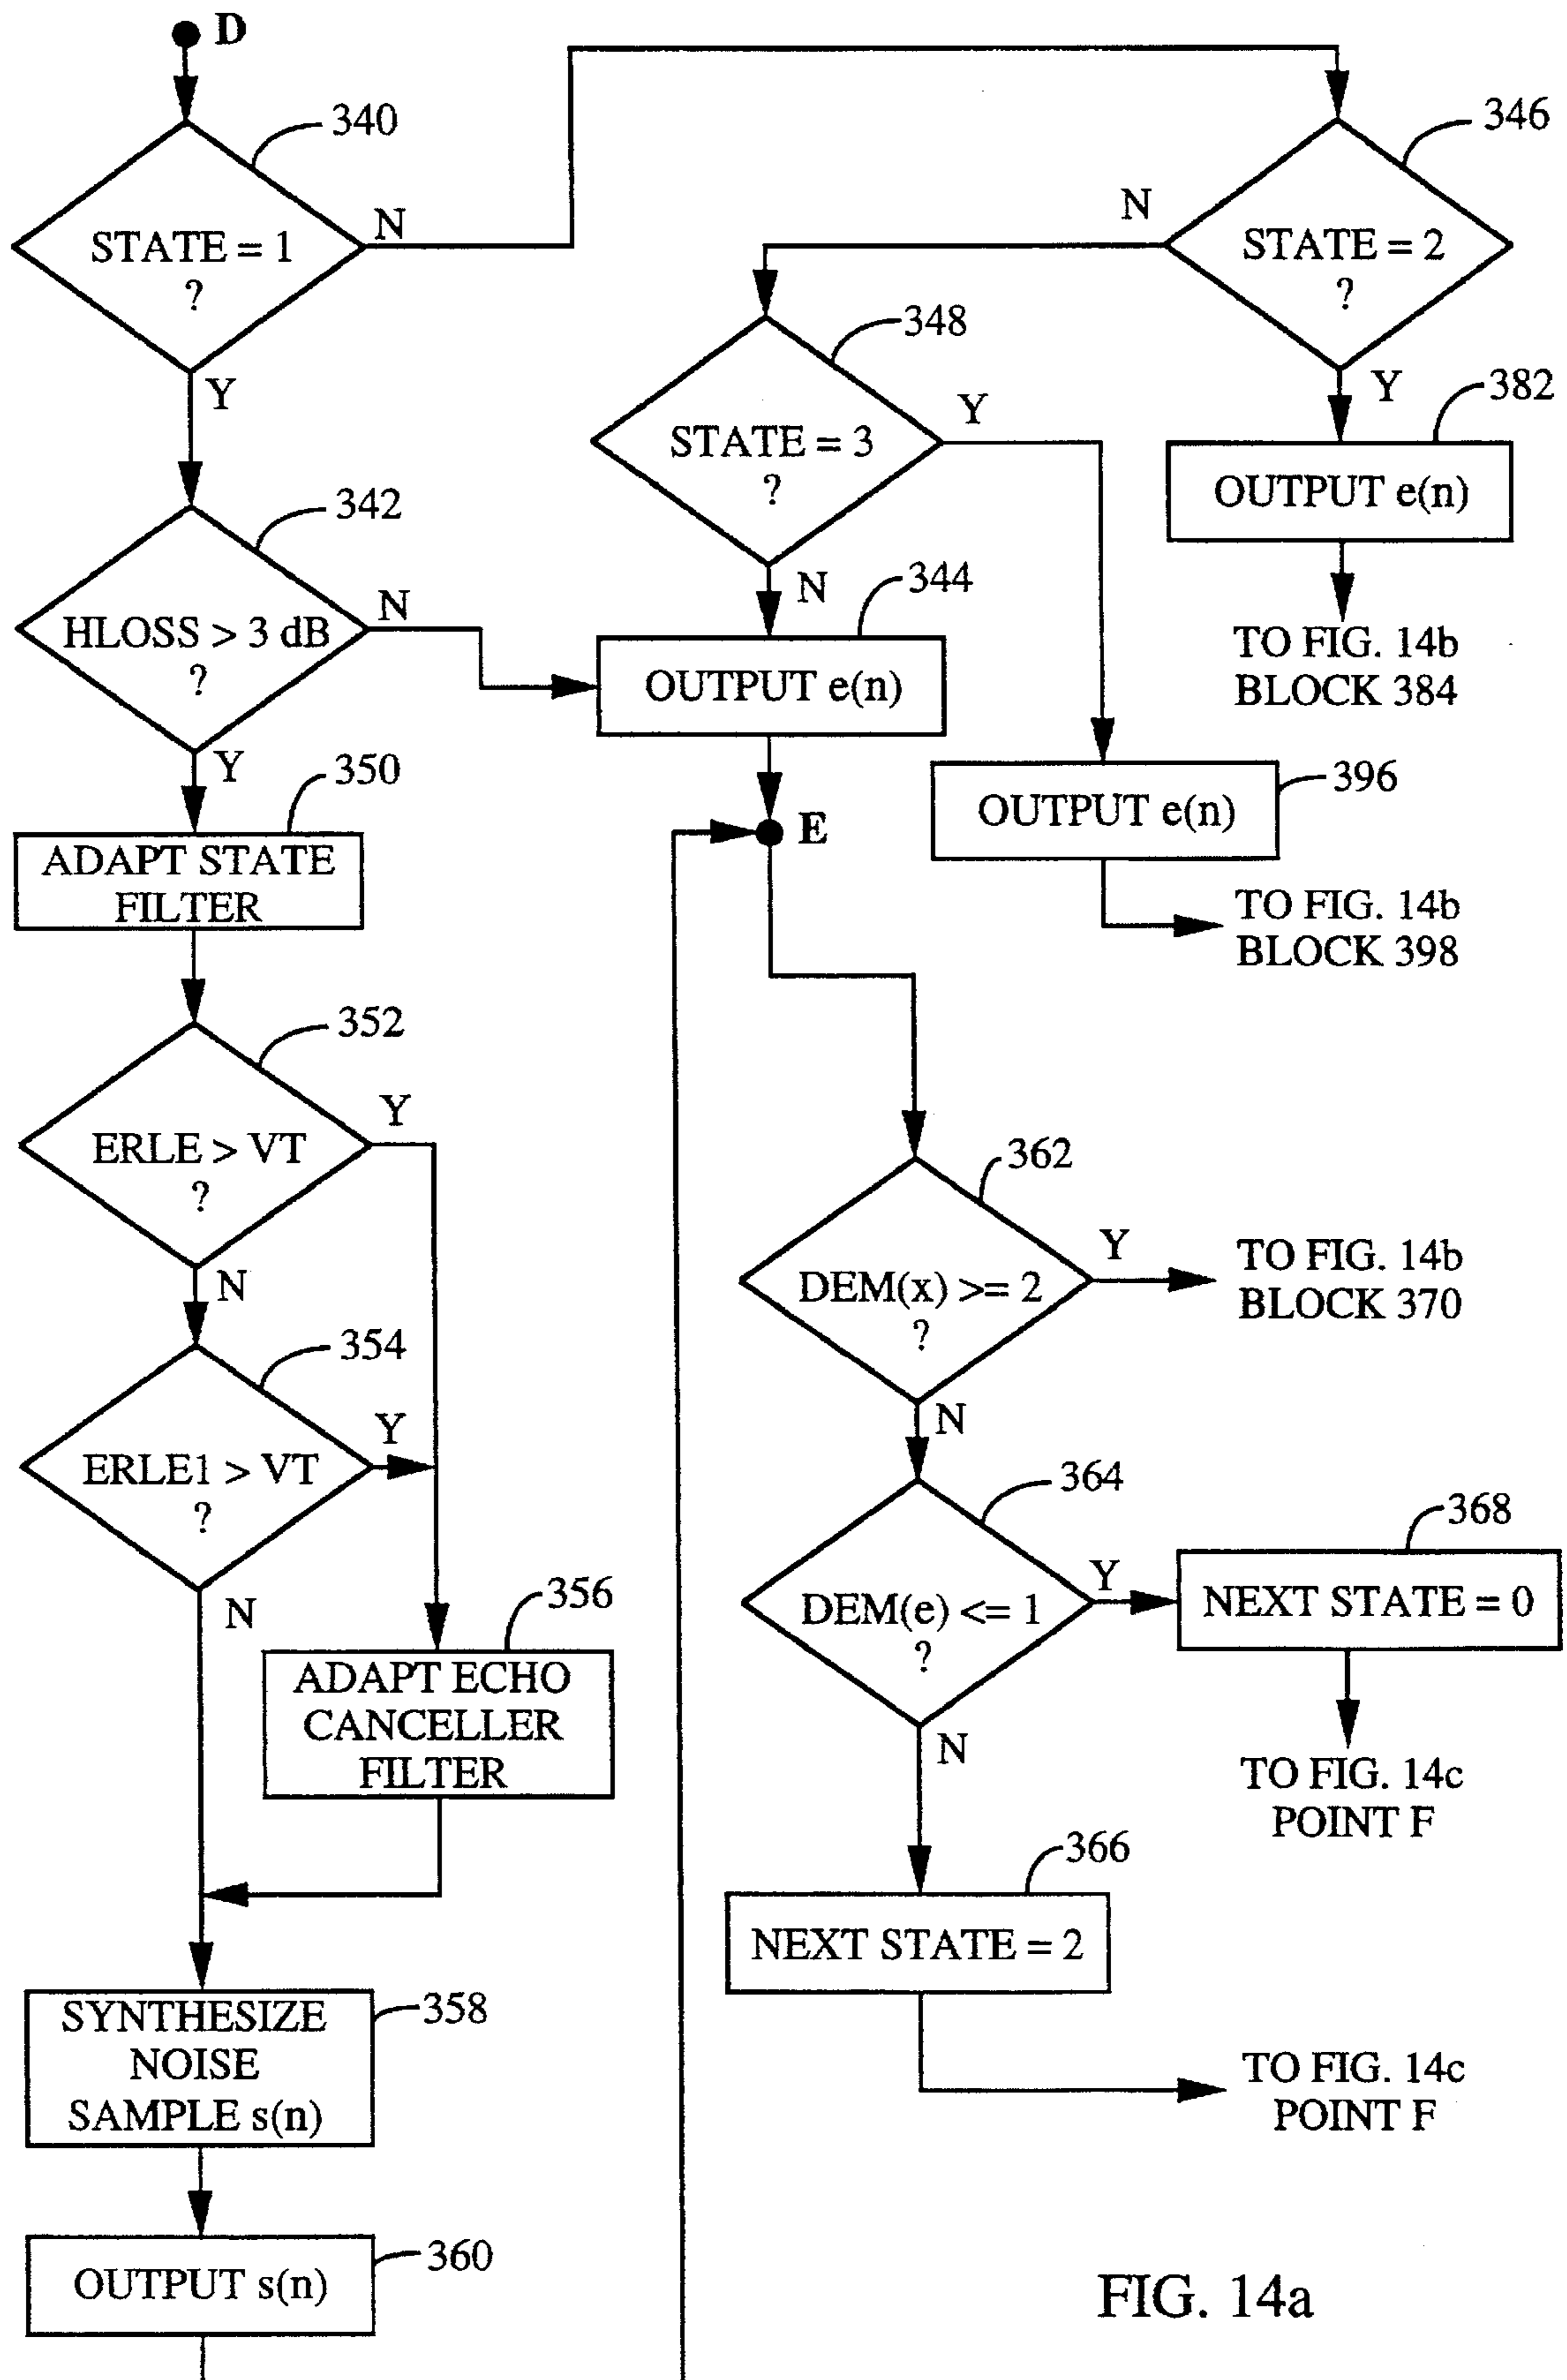 D
340
STATE = 1
?
N
Y
346
STATE = 2
?
N
Y
348
STATE = 3
?
Y
N
382
OUTPUT e(n)
TO FIG. 14b
BLOCK 384
342
HLOSS > 3 dB
?
N
Y
344
OUTPUT e(n)
396
OUTPUT e(n)
TO FIG. 14b
BLOCK 398
E
350
ADAPT STATE
FILTER
352
ERLE > VT
?
Y
N
354
ERLE1 > VT
?
Y
N
356
ADAPT ECHO
CANCELLER
FILTER
358
SYNTHESIZE
NOISE
SAMPLE s(n)
360
OUTPUT s(n)
362
DEM(x) >= 2
?
Y
TO FIG. 14b
BLOCK 370
N
364
DEM(e) <= 1
?
Y
368
NEXT STATE = 0
TO FIG. 14c
POINT F
N
366
NEXT STATE = 2
TO FIG. 14c
POINT F
FIG. 14a